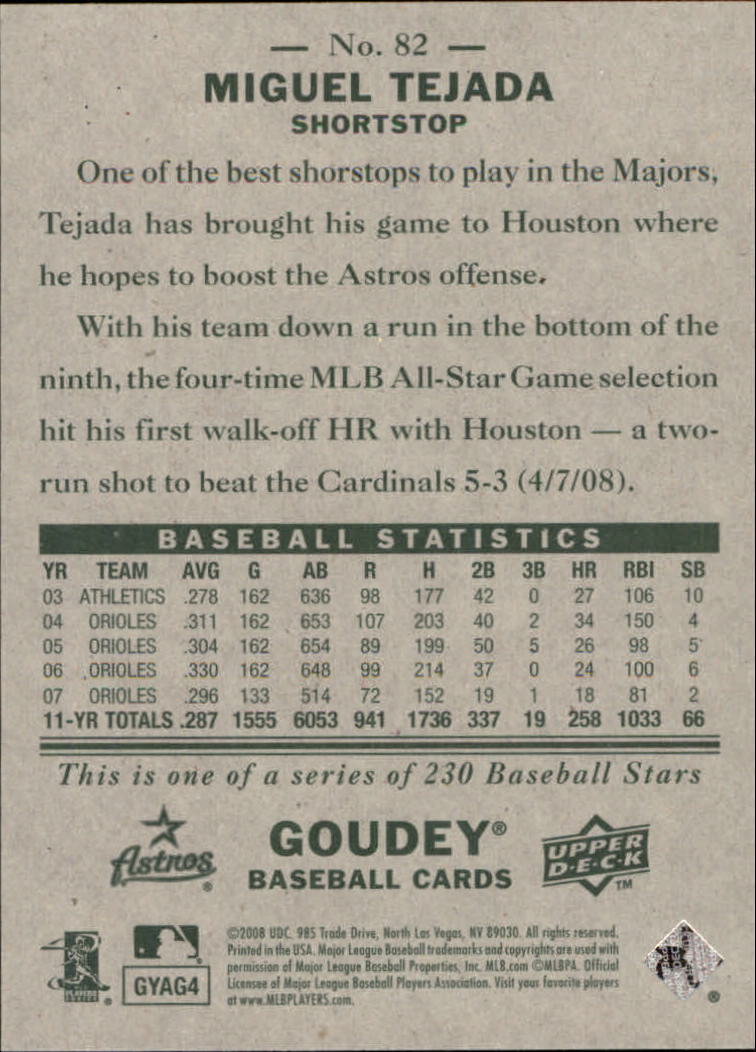 — No. 82 —
MIGUEL TEJADA
SHORTSTOP
One of the best shorstops to play in the Majors,
Tejada has brought his game to Houston where
he hopes to boost the Astros offense.
With his team down a run in the bottom of the
ninth, the four-time MLB All-Star Game selection
hit his first walk-off HR with Houston — a two-
run shot to beat the Cardinals 5-3 (4/7/08).
BASEBALL STATISTICS
YR TEAM AVG G AB R H 2B 3B HR RBI SB
03 ATHLETICS .278 162 636 98 177 42 0 27 106 10
04 ORIOLES .311 162 653 107 203 40 2 34 150 4
05 ORIOLES .304 162 654 89 199 50 5 26 98 5
06 ORIOLES .330 162 648 99 214 37 0 24 100 6
07 ORIOLES .296 133 514 72 152 19 1 18 81 2
11-YR TOTALS .287 1555 6053 941 1736 337 19 258 1033 66
This is one of a series of 230 Baseball Stars
Astros®
GOUDEY®
BASEBALL CARDS
UPPER
D·E·C·K
TM
GYAG4
©2008 UDC. 985 Trade Drive, North Las Vegas, NV 89030. All rights reserved.
Printed in the USA. Major League Baseball trademarks and copyrights are used with
permission of Major League Baseball Properties, Inc. MLB.com ©MLBPA. Official
Licensee of Major League Baseball Players Association. Visit your favorite players
at www.MLBPLAYERS.com.